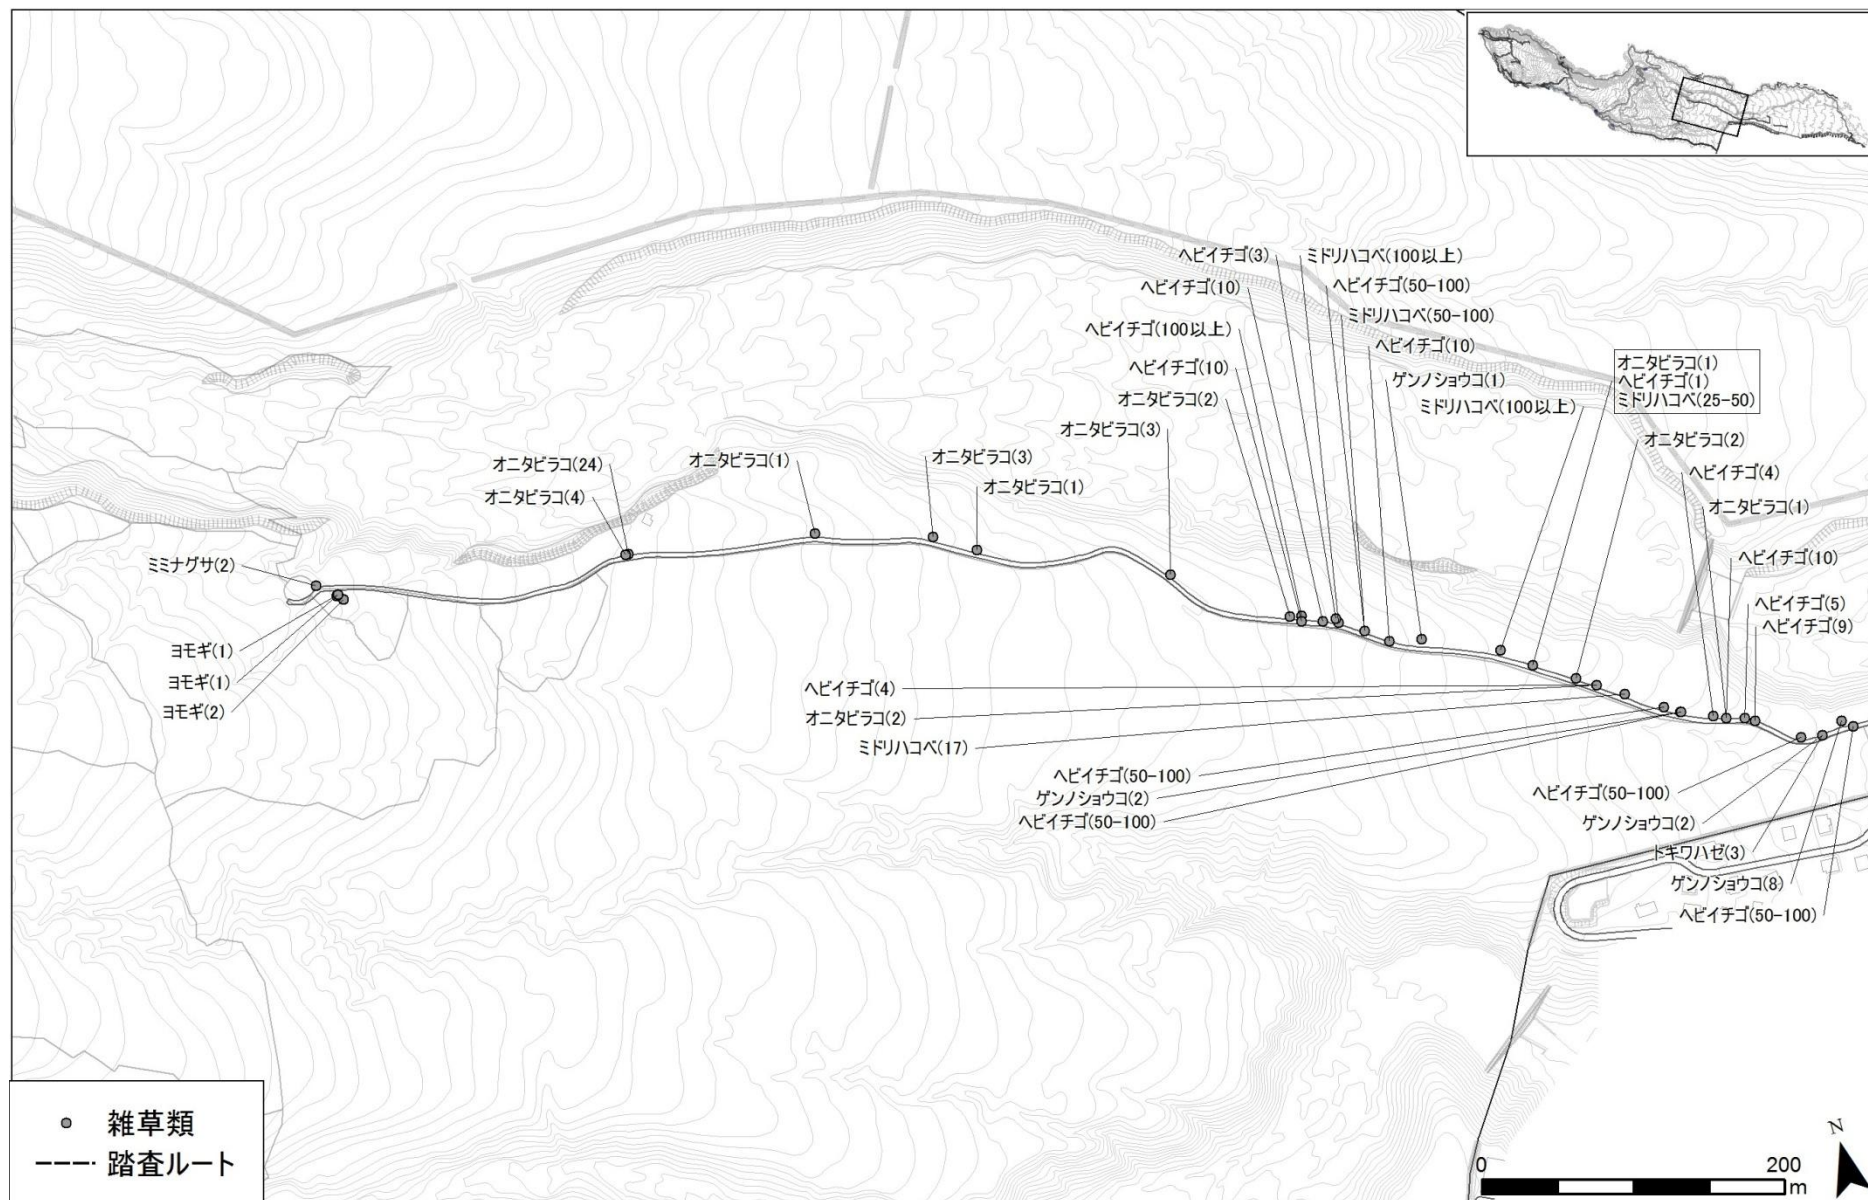 ヘビイチゴ(3)
ミドリハコベ(100以上)
ヘビイチゴ(10)
ヘビイチゴ(50-100)
ミドリハコベ(50-100)
ヘビイチゴ(100以上)
ヘビイチゴ(10)
ヘビイチゴ(10)
オニタビラコ(1)
ヘビイチゴ(1)
ミドリハコベ(25-50)
ゲンノショウコ(1)
オニタビラコ(2)
ミドリハコベ(100以上)
オニタビラコ(3)
オニタビラコ(2)
オニタビラコ(24)
オニタビラコ(1)
オニタビラコ(3)
オニタビラコ(4)
オニタビラコ(1)
ヘビイチゴ(4)
オニタビラコ(1)
ミミナグサ(2)
ヘビイチゴ(10)
ヘビイチゴ(5)
ヘビイチゴ(9)
ヨモギ(1)
ヨモギ(1)
ヨモギ(2)
ヘビイチゴ(4)
オニタビラコ(2)
ミドリハコベ(17)
ヘビイチゴ(50-100)
ゲンノショウコ(2)
ヘビイチゴ(50-100)
ヘビイチゴ(50-100)
ゲンノショウコ(2)
トキワハゼ(3)
ゲンノショウコ(8)
ヘビイチゴ(50-100)
雑草類
踏査ルート
N
0 200
m